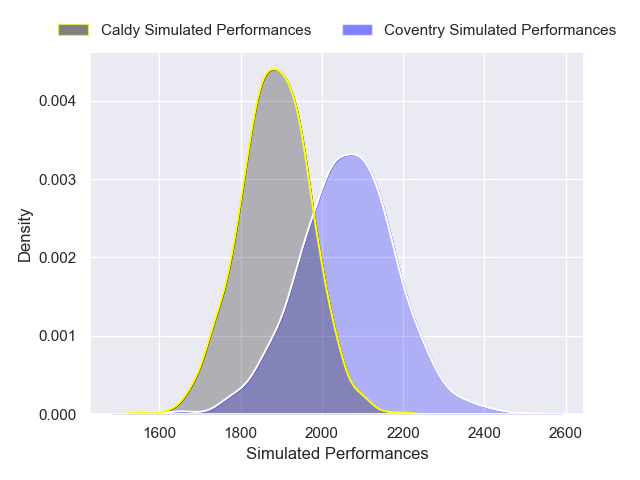 Caldy Simulated Performances Coventry Simulated Performances
0.004
0.003
0.002
0.001
0.000
Density
1600 1800 2000 2200 2400 2600
Simulated Performances